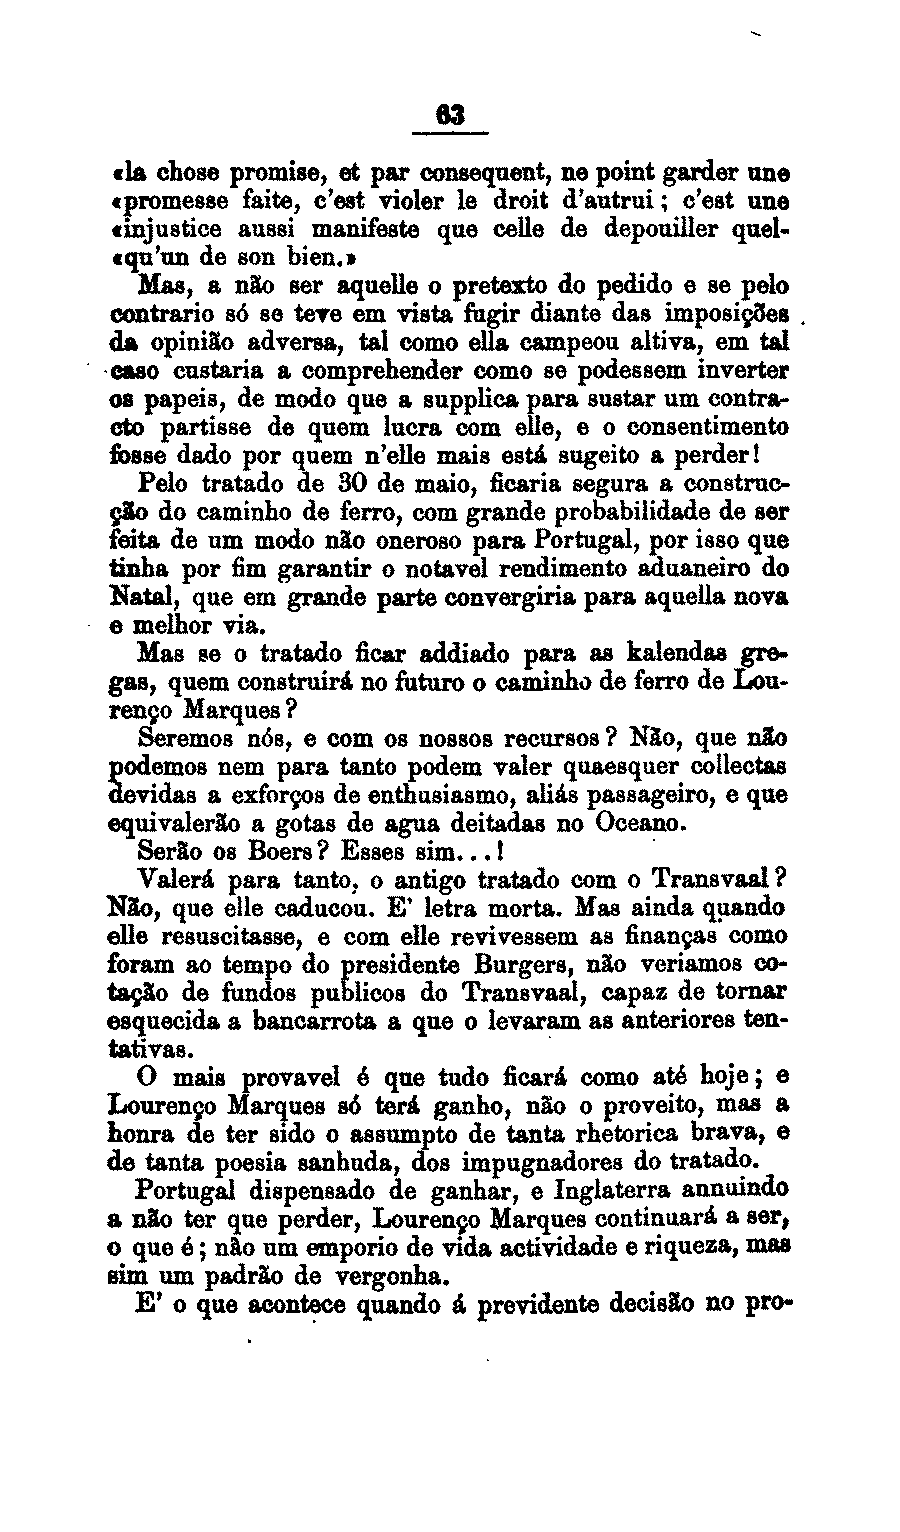 63
«la chose promise, et par consequent, ne point garder une
«promesse faite, c'est violer le droit d'autrui ; c'est une
«injustice aussi manifeste que celle de depouiller quel-
«qu'un de son bien.»
Mas, a não ser aquelle o pretexto do pedido e se pelo
contrario só se teve em vista fugir diante das imposições
da opinião adversa, tal como ella campeou altiva, em tal
caso custaria a comprehender como se podessem inverter
os papeis, de modo que a supplica para sustar um contra-
cto partisse de quem lucra com elle, e o consentimento
fosse dado por quem n'elle mais está sugeito a perder!
Pelo tratado de 30 de maio, ficaria segura a construc-
ção do caminho de ferro, com grande probabilidade de ser
feita de um modo não oneroso para Portugal, por isso que
tinha por fim garantir o notavel rendimento aduaneiro do
Natal, que em grande parte convergiria para aquella nova
e melhor via.
Mas se o tratado ficar addiado para as kalendas gre-
gas, quem construirá no futuro o caminho de ferro de Lou-
renço Marques?
Seremos nós, e com os nossos recursos? Não, que não
podemos nem para tanto podem valer quaesquer collectas
devidas a exforços de enthusiasmo, aliás passageiro, e que
equivalerão a gotas de agua deitadas no Oceano.
Serão os Boers? Esses sim...!
Valerá para tanto, o antigo tratado com o Transvaal?
Não, que elle caducou. E' letra morta. Mas ainda quando
elle resuscitasse, e com elle revivessem as finanças como
foram ao tempo do presidente Burgers, não veriamos co-
tação de fundos publicos do Transvaal, capaz de tornar
esquecida a bancarrota a que o levaram as anteriores ten-
tativas.
O mais provavel é que tudo ficará como até hoje; e
Lourenço Marques só terá ganho, não o proveito, mas a
honra de ter sido o assumpto de tanta rhetorica brava, e
de tanta poesia sanhuda, dos impugnadores do tratado.
Portugal dispensado de ganhar, e Inglaterra annuindo
a não ter que perder, Lourenço Marques continuará a ser,
o que é ; não um emporio de vida actividade e riqueza, mas
sim um padrão de vergonha.
E' o que acontece quando á previdente decisão no pro-